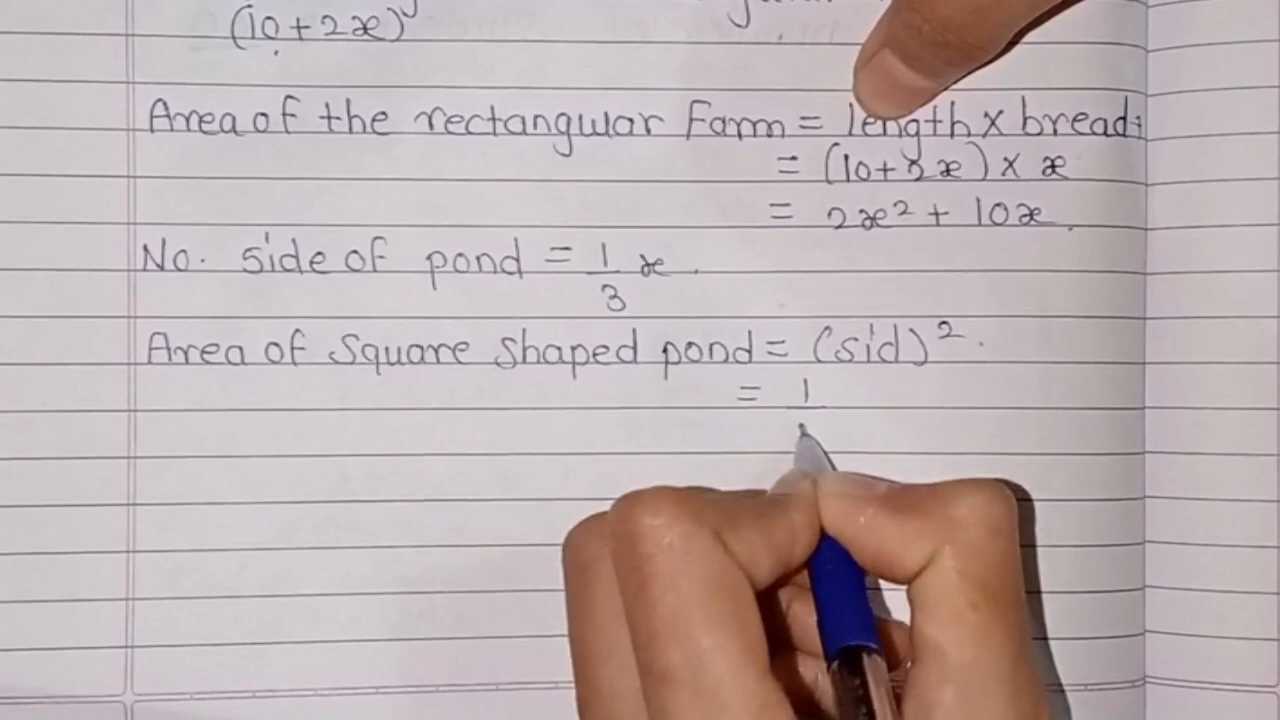 (10+2x)
Area of the rectangular Farm = length × bread
= (10+2x) × x
= 2x² + 10x.
No. side of pond = 1/3 x.
Area of square shaped pond = (sid)².
= 1